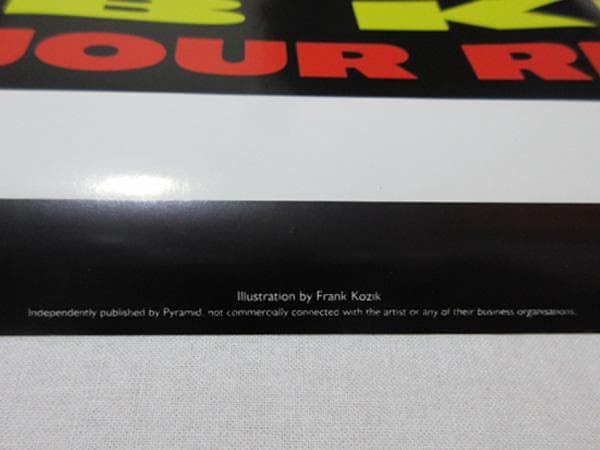 B K
JOUR R
Illustration by Frank Kozik
Independently published by Pyramid. not commercially connected with the artist or any of their business organisations.